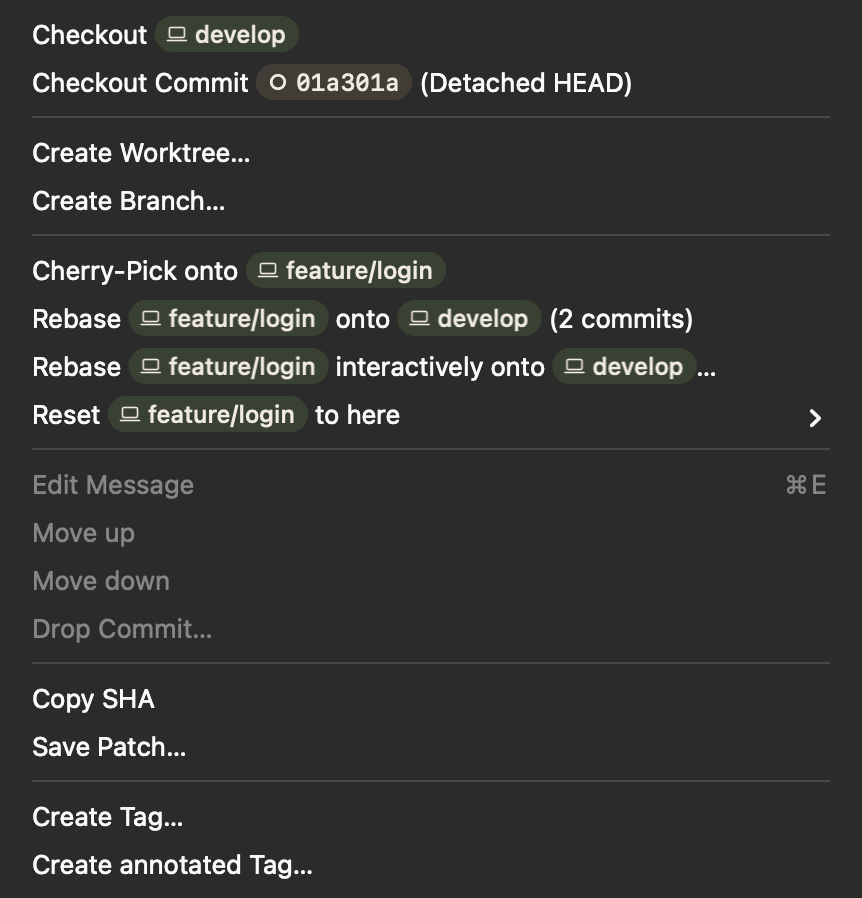 Checkout develop
Checkout Commit 01a301a (Detached HEAD)
Create Worktree...
Create Branch...
Cherry-Pick onto feature/login
Rebase feature/login onto develop (2 commits)
Rebase feature/login interactively onto develop...
Reset feature/login to here
Edit Message ⌘E
Move up
Move down
Drop Commit...
Copy SHA
Save Patch...
Create Tag...
Create annotated Tag...